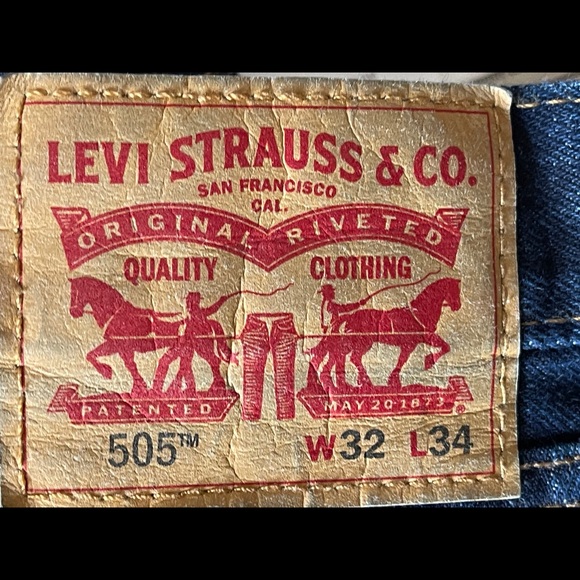 LEVI STRAUSS & CO.
SAN FRANCISCO
CAL.
ORIGINAL RIVETED
QUALITY CLOTHING
PATENTED MAY 20 1873 ®
505™ W32 L34